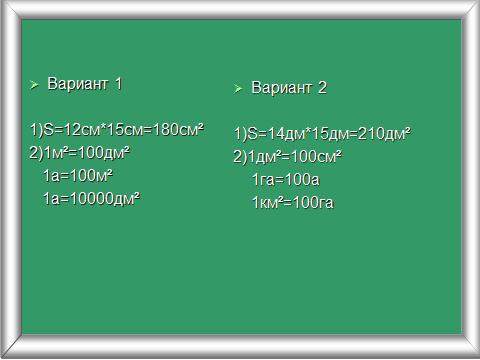 Вариант 1
1)S=12см*15см=180см²
2)1м²=100дм²
1а=100м²
1а=10000дм²
Вариант 2
1)S=14дм*15дм=210дм²
2)1дм²=100см²
1га=100а
1км²=100га